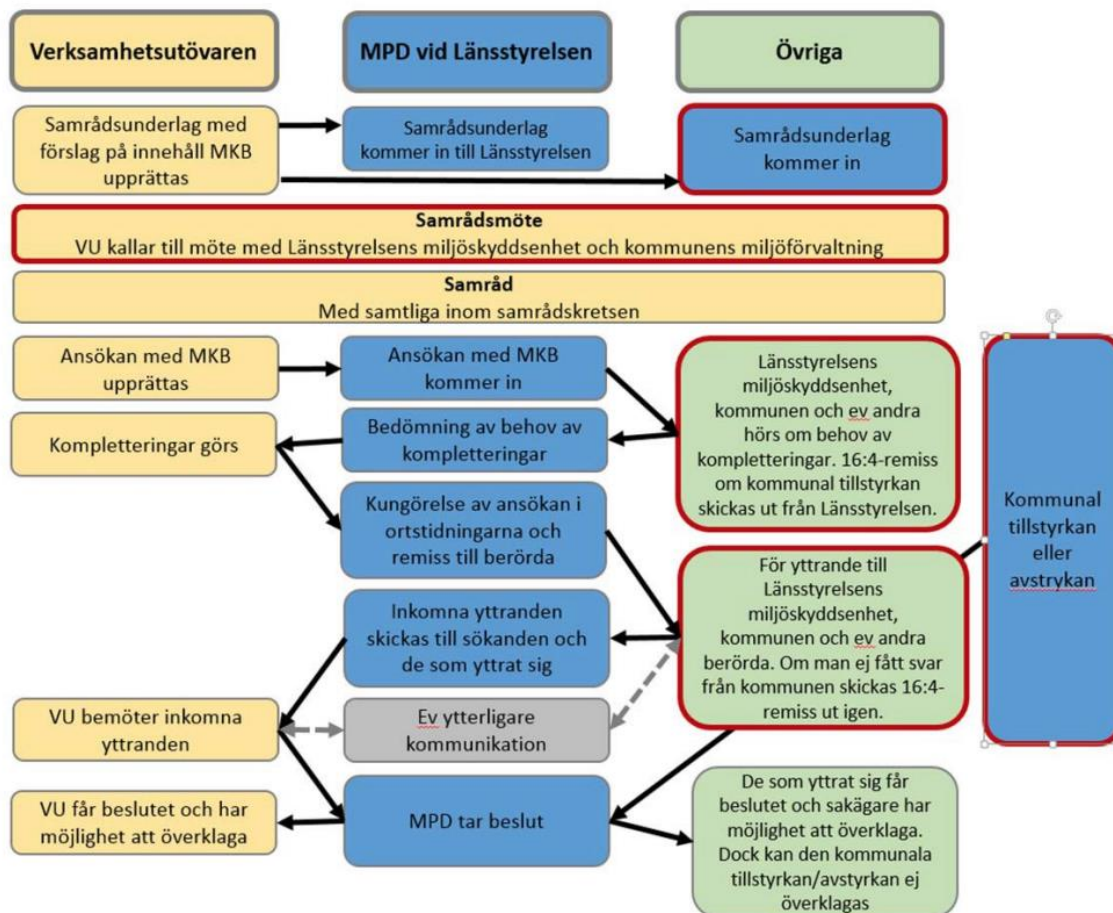 Verksamhetsutövaren
MPD vid Länsstyrelsen
Övriga
Samrådsunderlag med
förslag på innehåll MKB
upprättas
Samrådsunderlag
kommer in till Länsstyrelsen
Samrådsunderlag
kommer in
Samrådsmöte
VU kallar till möte med Länsstyrelsens miljöskyddsenhet och kommunens miljöförvaltning
Samråd
Med samtliga inom samrådskretsen
Ansökan med MKB
upprättas
Ansökan med MKB
kommer in
Länsstyrelsens
miljöskyddsenhet,
kommunen och ev andra
hörs om behov av
kompletteringar. 16:4-remiss
om kommunal tillstyrkan
skickas ut från Länsstyrelsen.
Kompletteringar görs
Bedömning av behov av
kompletteringar
Kungörelse av ansökan i
ortstidningarna och
remiss till berörda
Kommunal
tillstyrkan
eller
avstrykan
För yttrande till
Länsstyrelsens
miljöskyddsenhet,
kommunen och ev andra
berörda. Om man ej fått svar
från kommunen skickas 16:4-
remiss ut igen.
Inkomna yttranden
skickas till sökanden och
de som yttrat sig
VU bemöter inkomna
yttranden
Ev ytterligare
kommunikation
VU får beslutet och har
möjlighet att överklaga
MPD tar beslut
De som yttrat sig får
beslutet och sakägare har
möjlighet att överklaga.
Dock kan den kommunala
tillstyrkan/avstyrkan ej
överklagas